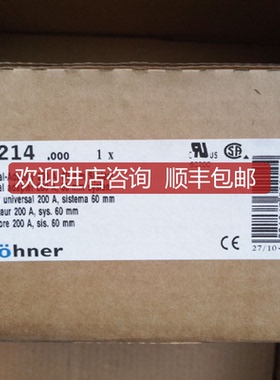 214 .000 1 x
欢迎进店咨询 顺丰包邮
universal 200 A, sistema 60 mm
aur 200 A, sys. 60 mm
ore 200 A, sis. 60 mm
öhner
CE
27/10-